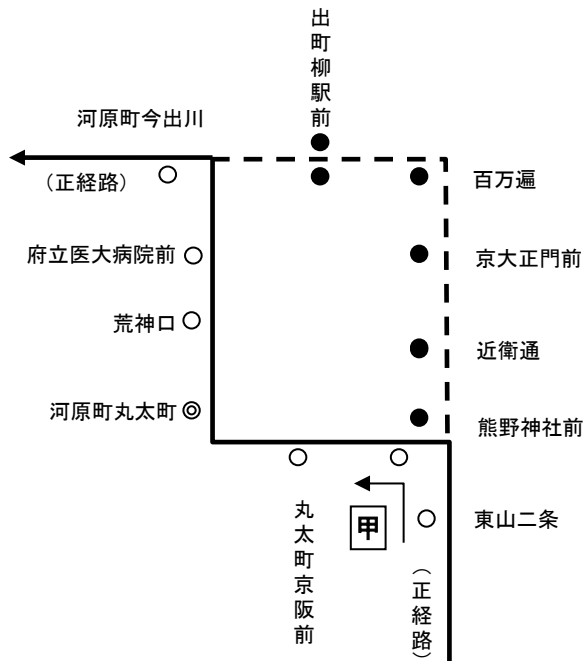 出町柳駅前
河原町今出川
（正経路）
百万遍
府立医大病院前
京大正門前
荒神口
近衛通
河原町丸太町
熊野神社前
丸太町京阪前
甲
東山二条
（正経路）